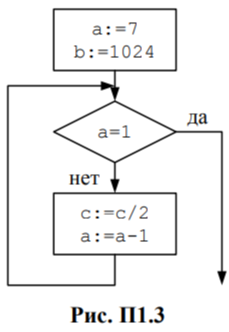 a:=7
b:=1024
a=1
да
нет
c:=c/2
a:=a-1
Рис. П1.3